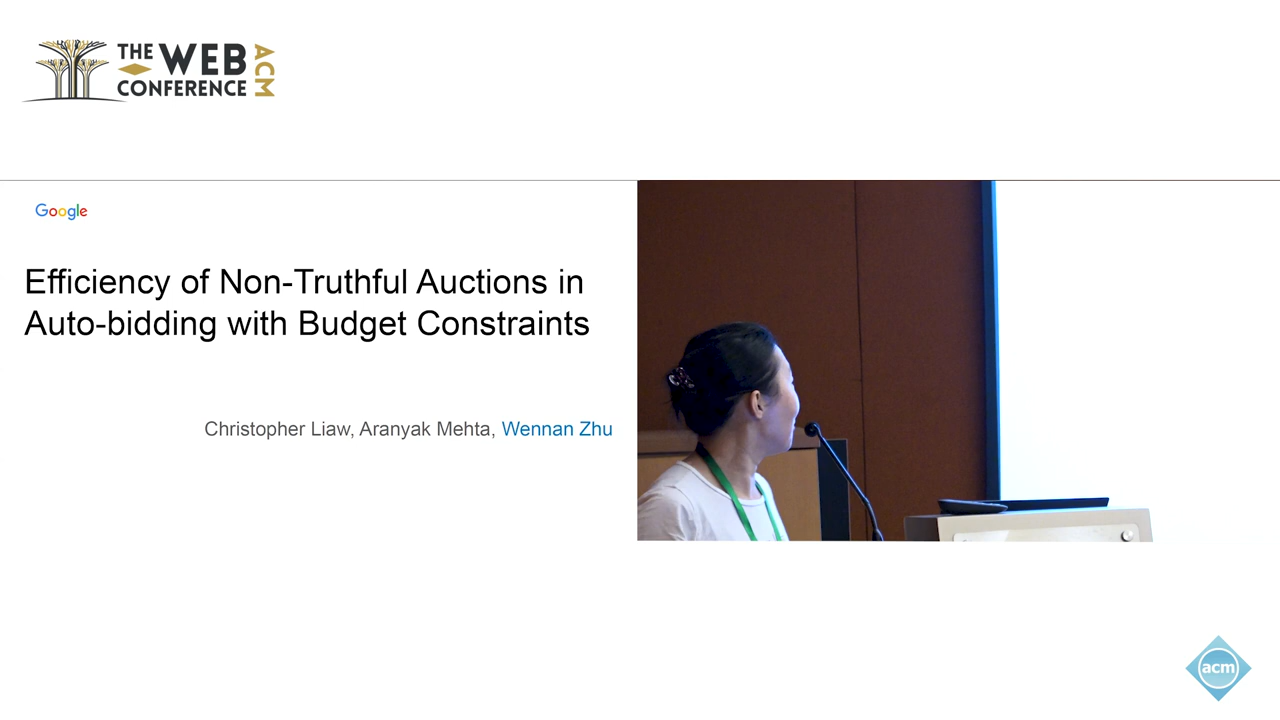 THE WEB
CONFERENCE
ACM
Google
Efficiency of Non-Truthful Auctions in
Auto-bidding with Budget Constraints
Christopher Liaw, Aranyak Mehta, Wennan Zhu
acm